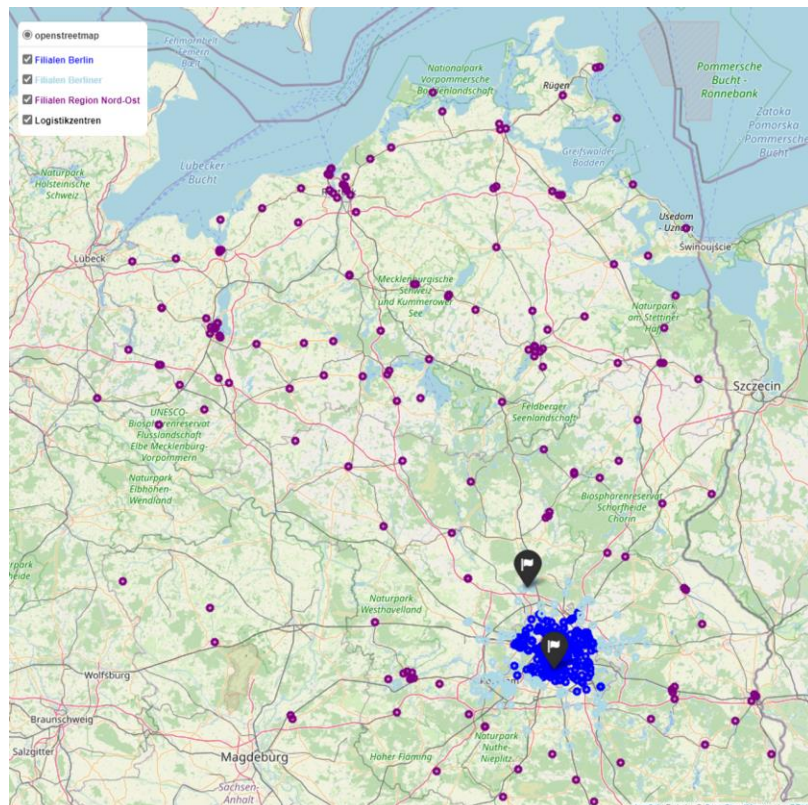 openstreetmap
Filialen Berlin
Filialen Berliner
Filialen Region Nord-Ost
Logistikzentren
Nationalpark
Vorpommersche
Boddenlandschaft
Rügen
Pommersche
Bucht -
Rönnebank
Zatoka
Pomorska
Pommersche
Bucht
Naturpark
Holsteinische
Schweiz
Lübecker
Bucht
Greifswalder
Bodden
Lübeck
Usedom
- Uznam
Świnoujście
Mecklenburgische
Schweiz
und Kummerower
See
Naturpark
am Stettiner
Haff
Szczecin
Feldberger
Seenlandschaft
UNESCO-
Biosphärenreservat
Flusslandschaft
Elbe Mecklenburg-
Vorpommern
Naturpark
Elbhöhen-
Wendland
Biosphärenreservat
Schorfheide
Chorin
Naturpark
Westhavelland
Wolfsburg
Braunschweig
Salzgitter
Magdeburg
Sachsen-
Anhalt
Hoher Fläming
Naturpark
Nuthe-
Nieplitz